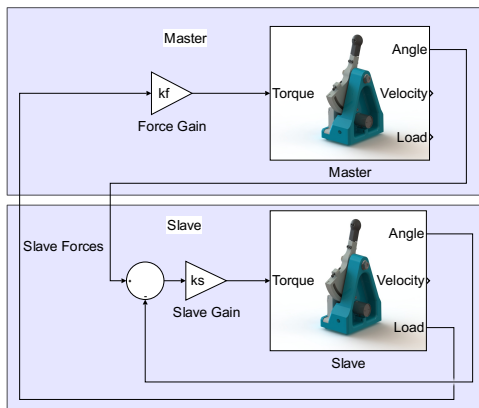 Master
kf
Force Gain
Torque
Angle
Velocity
Load
Master
Slave Forces
Slave
-
ks
Slave Gain
Torque
Angle
Velocity
Load
Slave